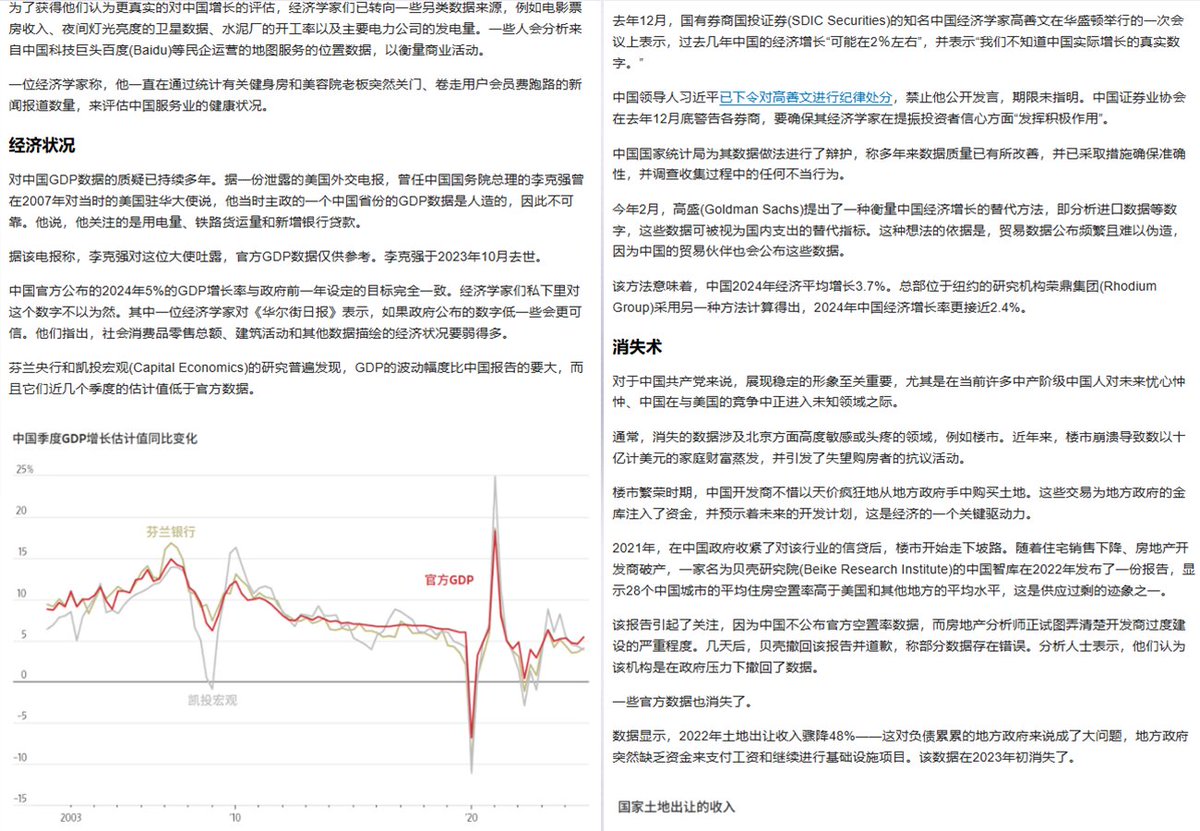 为了获得他们认为更真实的对中国增长的评估，经济学家们已转向一些另类数据来源，例如电影票
房收入、夜间灯光亮度的卫星数据、水泥厂的开工率以及主要电力公司的发电量。一些人会分析来
自中国科技巨头百度(Baidu)等民企运营的地图服务的位置数据，以衡量商业活动。
一位经济学家称，他一直在通过统计有关健身房和美容院老板突然关门、卷走用户会员费跑路的新
闻报道数量，来评估中国服务业的健康状况。
经济状况
对中国GDP数据的质疑已持续多年。据一份泄露的美国外交电报，曾任中国国务院总理的李克强曾
在2007年对当时的美国驻华大使说，他当时主政的一个中国省份的GDP数据是人造的，因此不可
靠。他说，他关注的是用电量、铁路货运量和新增银行贷款。
据该电报称，李克强对这位大使吐露，官方GDP数据仅供参考。李克强于2023年10月去世。
中国官方公布的2024年5%的GDP增长率与政府前一年设定的目标完全一致。经济学家们私下里对
这个数字不以为然。其中一位经济学家对《华尔街日报》表示，如果政府公布的数字低一些会更可
信。他们指出，社会消费品零售总额、建筑活动和其他数据描绘的经济状况要弱得多。
芬兰央行和凯投宏观(Capital Economics)的研究普遍发现，GDP的波动幅度比中国报告的要大，而
且它们近几个季度的估计值低于官方数据。
中国季度GDP增长估计值同比变化
25%
20
15
10
5
0
-5
-10
-15
芬兰银行
官方GDP
凯投宏观
2003
'10
'20
去年12月，国有券商国投证券(SDIC Securities)的知名中国经济学家高善文在华盛顿举行的一次会
议上表示，过去几年中国的经济增长“可能在2％左右”，并表示“我们不知道中国实际增长的真实数
字。”
中国领导人习近平已下令对高善文进行纪律处分，禁止他公开发言，期限未指明。中国证券业协会
在去年12月底警告各券商，要确保其经济学家在提振投资者信心方面“发挥积极作用”。
中国国家统计局为其数据做法进行了辩护，称多年来数据质量已有所改善，并已采取措施确保准确
性，并调查收集过程中的任何不当行为。
今年2月，高盛(Goldman Sachs)提出了一种衡量中国经济增长的替代方法，即分析进口数据等数
字，这些数据可被视为国内支出的替代指标。这种想法的依据是，贸易数据公布频繁且难以伪造，
因为中国的贸易伙伴也会公布这些数据。
该方法意味着，中国2024年经济平均增长3.7%。总部位于纽约的研究机构荣鼎集团(Rhodium
Group)采用另一种方法计算得出，2024年中国经济增长率更接近2.4%。
消失术
对于中国共产党来说，展现稳定的形象至关重要，尤其是在当前许多中产阶级中国人对未来忧心忡
忡、中国在与美国的竞争中正进入未知领域之际。
通常，消失的数据涉及北京方面高度敏感或头疼的领域，例如楼市。近年来，楼市崩溃导致数以十
亿计美元的家庭财富蒸发，并引发了失望购房者的抗议活动。
楼市繁荣时期，中国开发商不惜以天价疯狂地从地方政府手中购买土地。这些交易为地方政府的金
库注入了资金，并预示着未来的开发计划，这是经济的一个关键驱动力。
2021年，在中国政府收紧了对该行业的信贷后，楼市开始走下坡路。随着住宅销售下降、房地产开
发商破产，一家名为贝壳研究院(Beike Research Institute)的中国智库在2022年发布了一份报告，显
示28个中国城市的平均住房空置率高于美国和其他地方的平均水平，这是供应过剩的迹象之一。
该报告引起了关注，因为中国不公布官方空置率数据，而房地产分析师正试图弄清楚开发商过度建
设的严重程度。几天后，贝壳撤回该报告并道歉，称部分数据存在错误。分析人士表示，他们认为
该机构是在政府压力下撤回了数据。
一些官方数据也消失了。
数据显示，2022年土地出让收入骤降48%——这对负债累累的地方政府来说成了大问题，地方政府
突然缺乏资金来支付工资和继续进行基础设施项目。该数据在2023年初消失了。
国家土地出让的收入